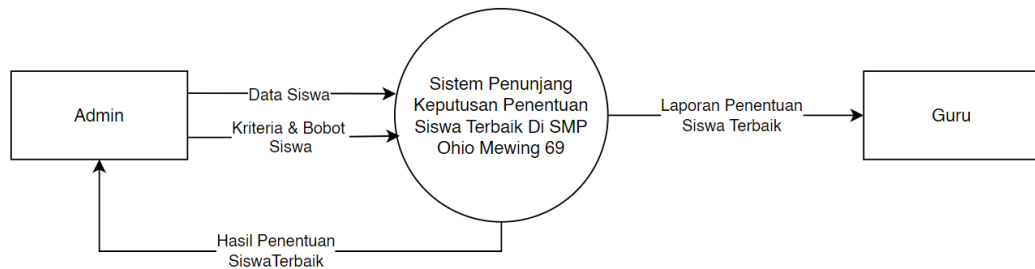 Admin
Data Siswa
Kriteria & Bobot
Siswa
Sistem Penunjang
Keputusan Penentuan
Siswa Terbaik Di SMP
Ohio Mewing 69
Laporan Penentuan
Siswa Terbaik
Guru
Hasil Penentuan
SiswaTerbaik